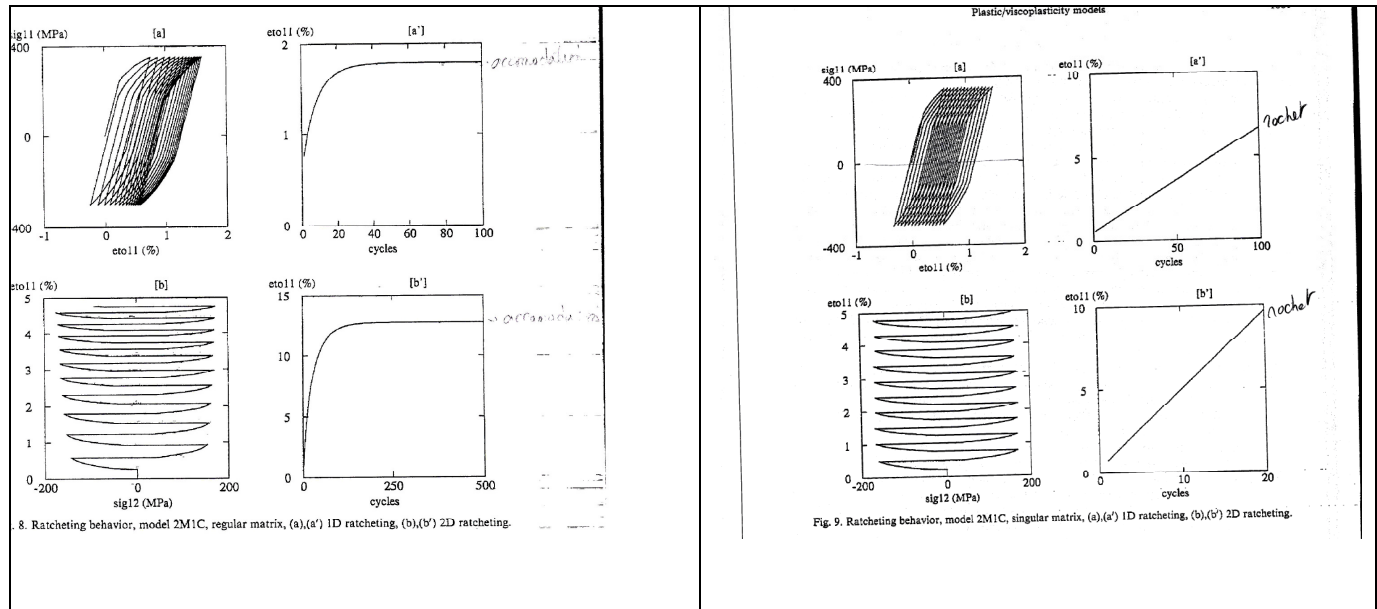 sig11 (MPa) [a]
400
0
400
-1 0 1 2
eto11 (%)
eto11 (%) [a']
2
1
0
0 20 40 60 80 100
cycles
eto11 (%) [b]
5
4
3
2
1
0
-200 0 200
sig12 (MPa)
eto11 (%) [b']
15
10
5
0
0 250 500
cycles
. 8. Ratcheting behavior, model 2M1C, regular matrix, (a),(a') 1D ratcheting, (b),(b') 2D ratcheting.
Plastic/viscoplasticity models
sig11 (MPa) [a]
400
0
-400
-1 0 1 2
eto11 (%)
eto11 (%) [a']
10
5
0
0 50 100
cycles
rochet
eto11 (%) [b]
5
4
3
2
1
0
-200 0 200
sig12 (MPa)
eto11 (%) [b']
10
5
0
0 10 20
cycles
rochet
Fig. 9. Ratcheting behavior, model 2M1C, singular matrix, (a),(a') 1D ratcheting, (b),(b') 2D ratcheting.